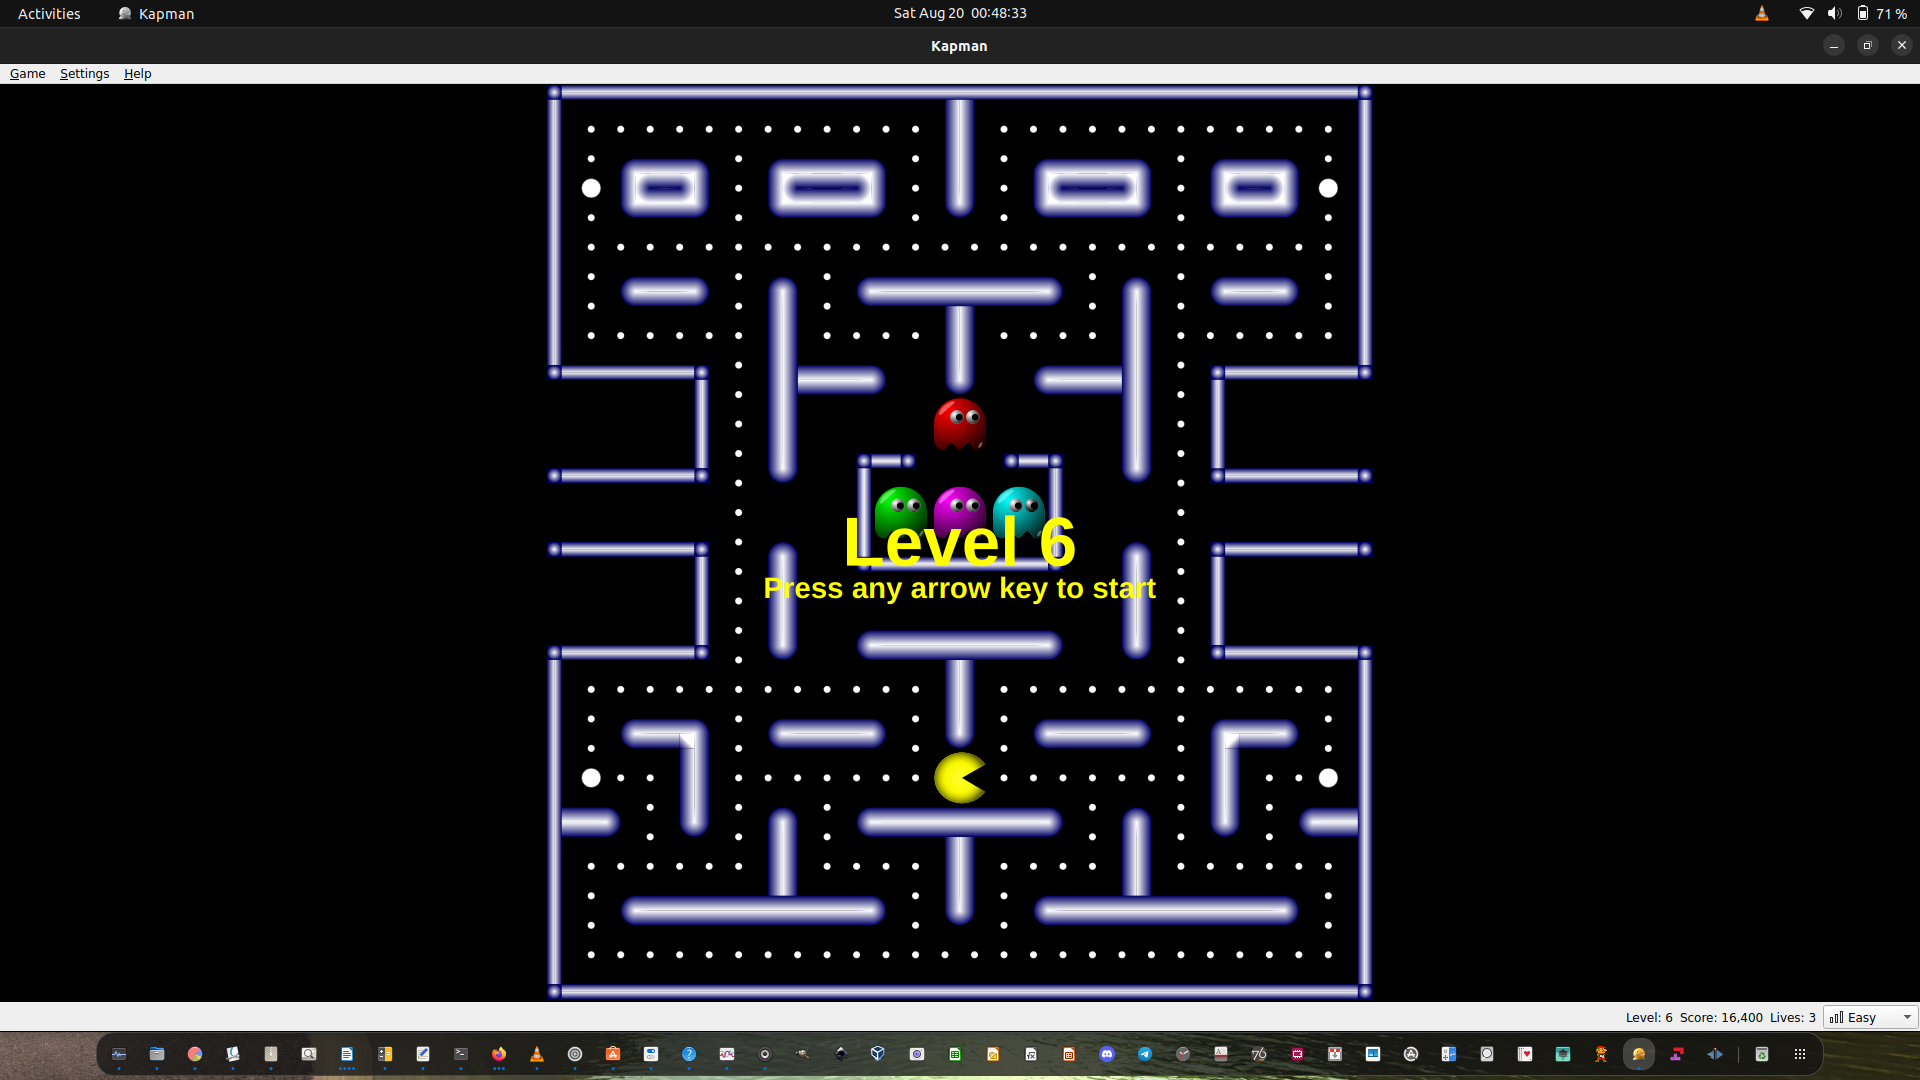 Activities Kapman Sat Aug 20 00:48:33 71 %
Kapman
Game Settings Help
Level 6
Press any arrow key to start
Level: 6 Score: 16,400 Lives: 3 Easy